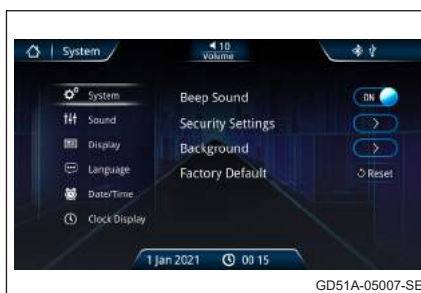 System
10
Volume
System
Sound
Display
Language
Date/Time
Clock Display
Beep Sound ON
Security Settings
Background
Factory Default Reset
1 Jan 2021 00 15
GD51A-05007-SE